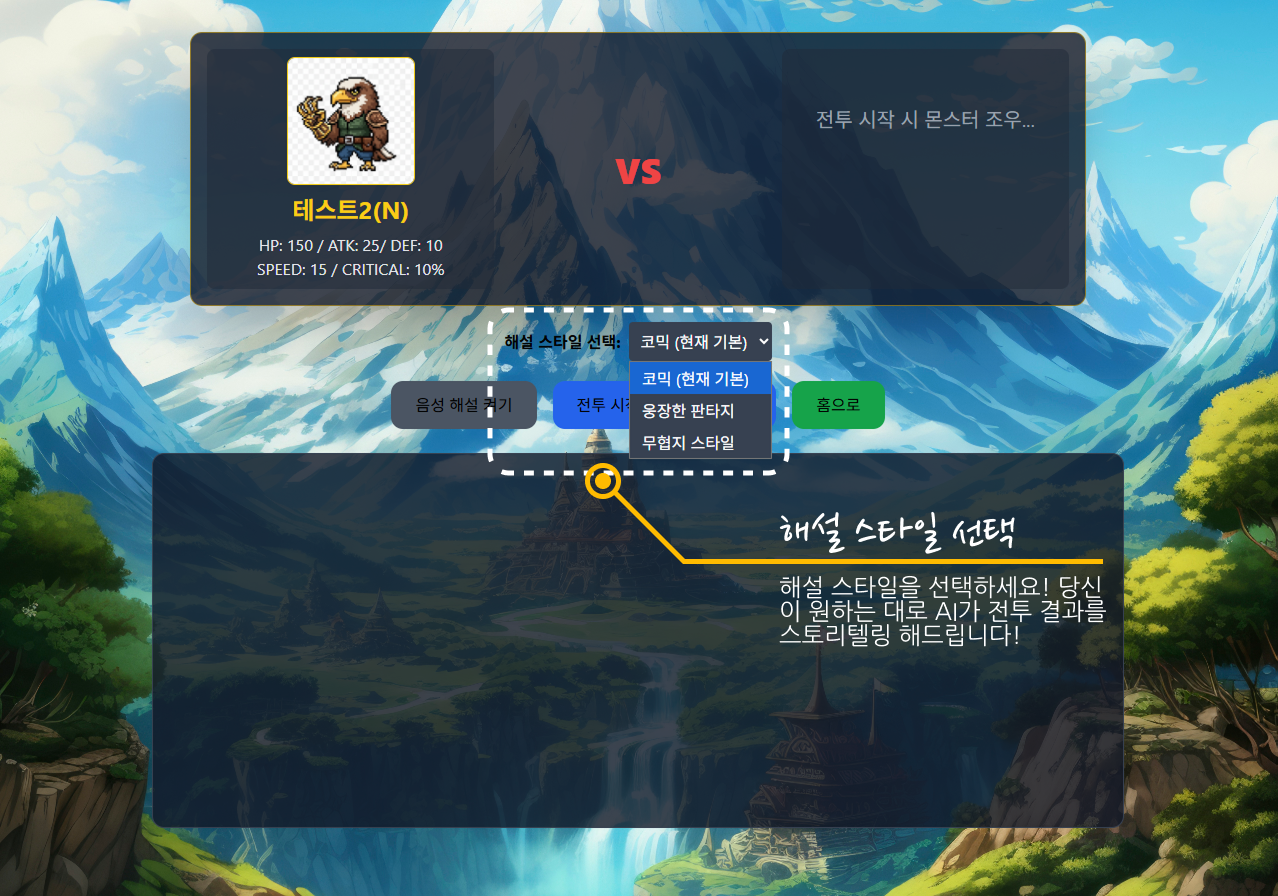 전투 시작 시 몬스터 조우...
VS
테스트2(N)
HP: 150 / ATK: 25/ DEF: 10
SPEED: 15 / CRITICAL: 10%
해설 스타일 선택: 코믹 (현재 기본)
코믹 (현재 기본)
웅장한 판타지
무협지 스타일
음성 해설 켜기 전투 시작 홈으로
해설 스타일 선택
해설 스타일을 선택하세요! 당신
이 원하는 대로 AI가 전투 결과를
스토리텔링 해드립니다!